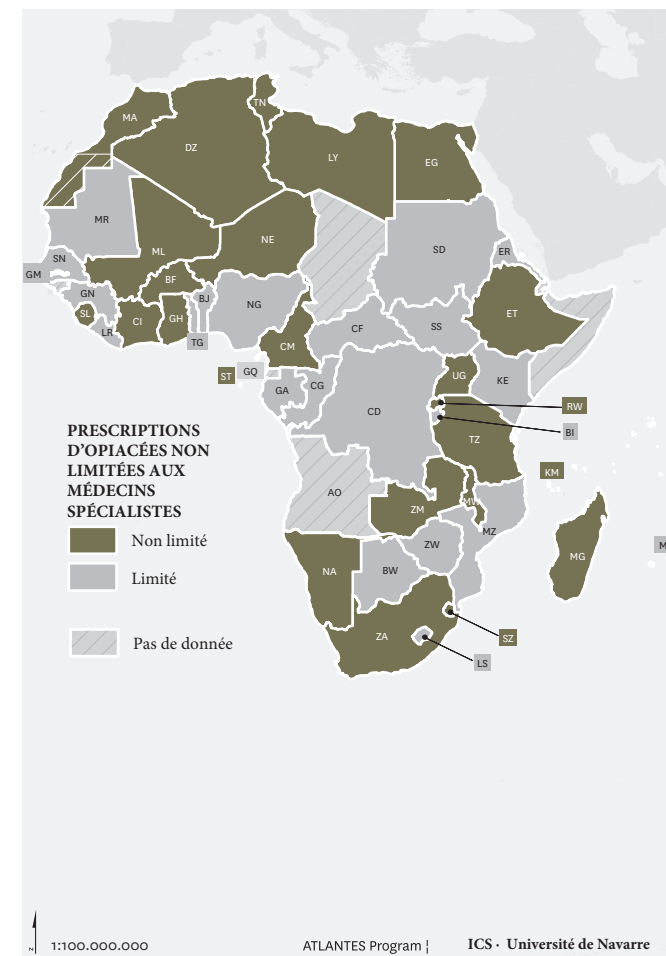 TN
MA
DZ
LY
EG
MR
NE
ML
SD
SN
ER
GM
BF
GN
BJ
NG
SL
CI
GH
ET
LR
CF
SS
TG
CM
ST
GQ
UG
GA
CG
KE
CD
RW
BI
TZ
KM
PRESCRIPTIONS
D’OPIACÉES NON
LIMITÉES AUX
MÉDECINS
SPÉCIALISTES
AO
MW
ZM
MZ
Non limité
ZW
M
MG
NA
BW
Limité
ZA
SZ
Pas de donnée
LS
N
1:100.000.000
ATLANTES Program ¦
ICS · Université de Navarre